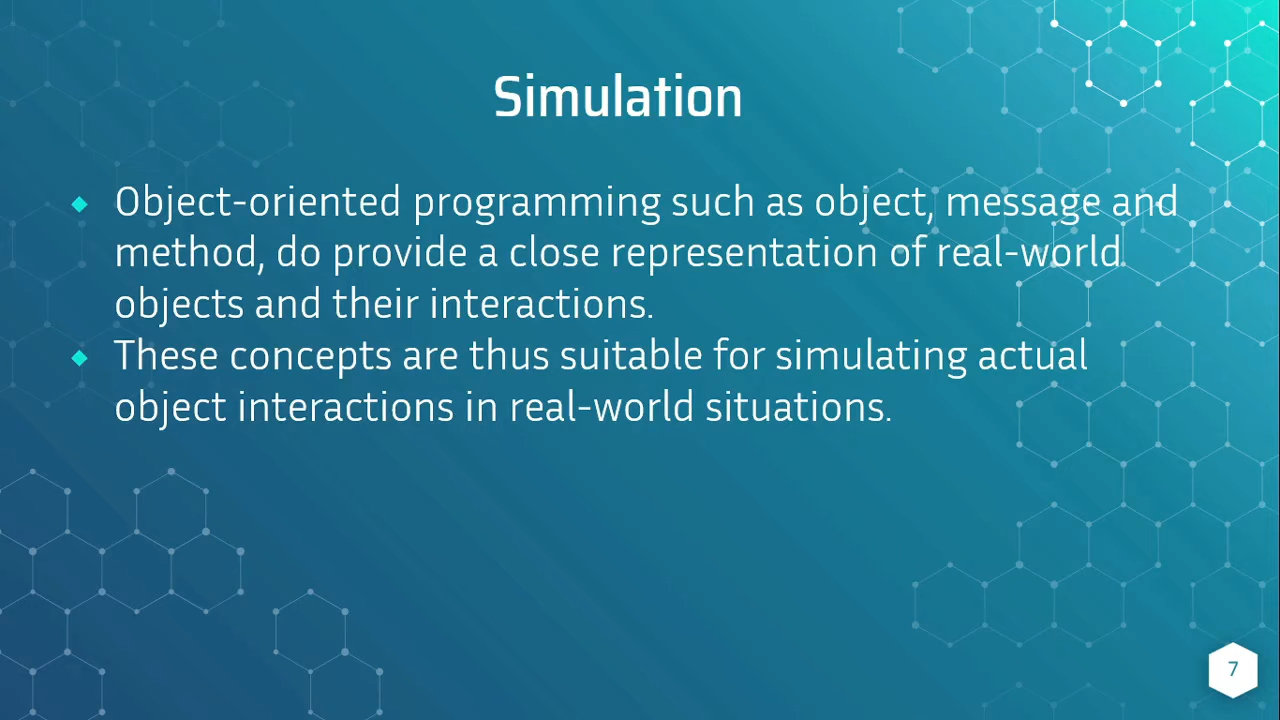 Simulation
Object-oriented programming such as object, message and
method, do provide a close representation of real-world
objects and their interactions.
These concepts are thus suitable for simulating actual
object interactions in real-world situations.
7